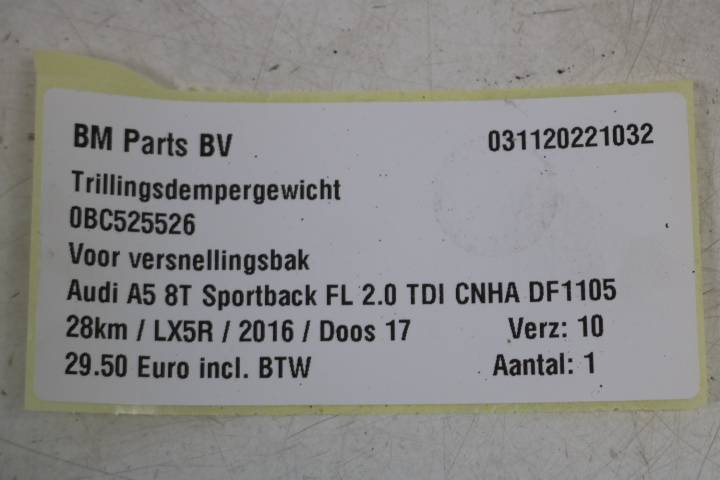 BM Parts BV 031120221032
Trillingsdempergewicht
0BC525526
Voor versnellingsbak
Audi A5 8T Sportback FL 2.0 TDI CNHA DF1105
28km / LX5R / 2016 / Doos 17 Verz: 10
29.50 Euro incl. BTW Aantal: 1